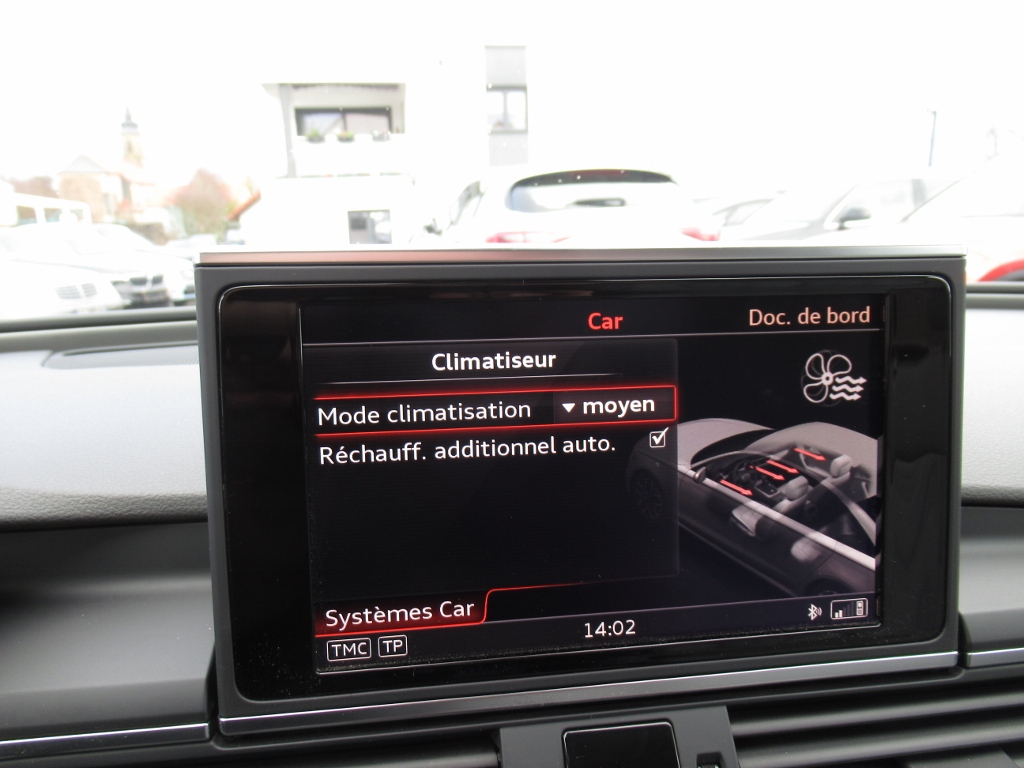 Car Doc. de bord
Climatiseur
Mode climatisation moyen
Réchauff. additionnel auto.
Systèmes Car
TMC TP 14:02